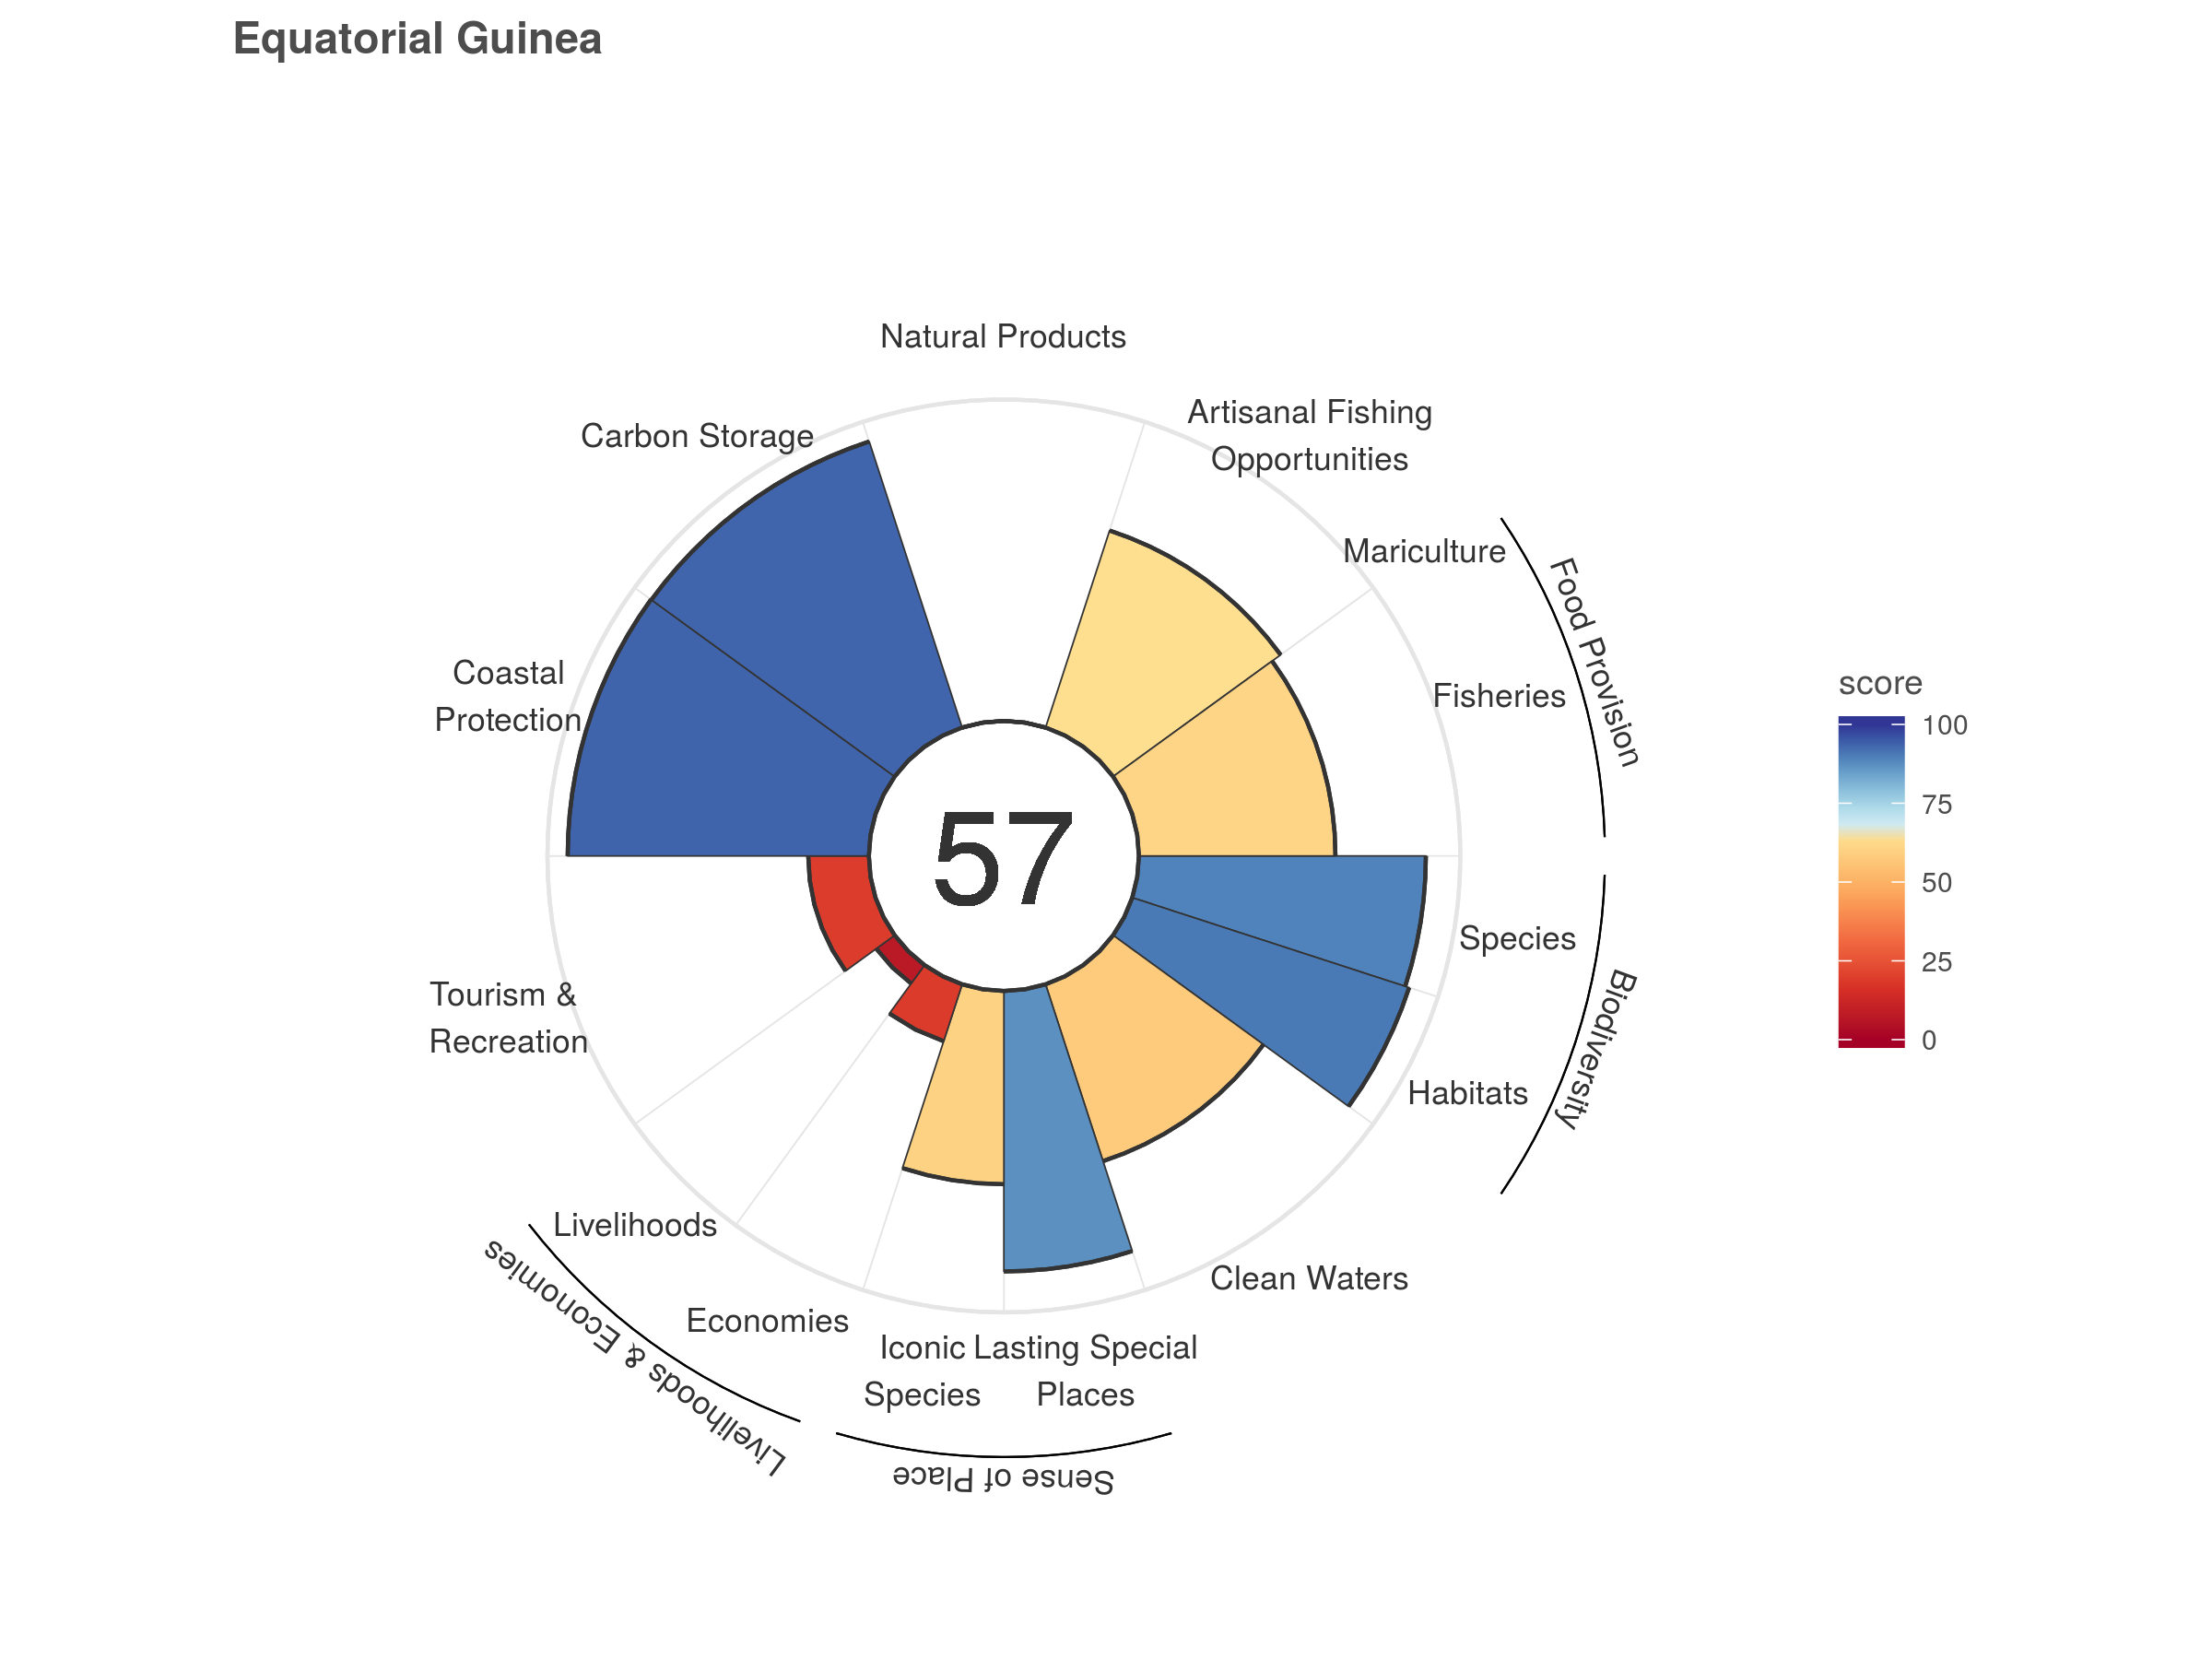 Equatorial Guinea
Natural Products
Artisanal Fishing
Opportunities
Carbon Storage
Mariculture
Food Provision
Coastal
Protection
Fisheries
57
Species
Biodiversity
Habitats
Tourism &
Recreation
Livelihoods
Livelihoods & Economies
Economies
Clean Waters
Iconic
Species
Lasting Special
Places
Sense of Place
score
100
75
50
25
0